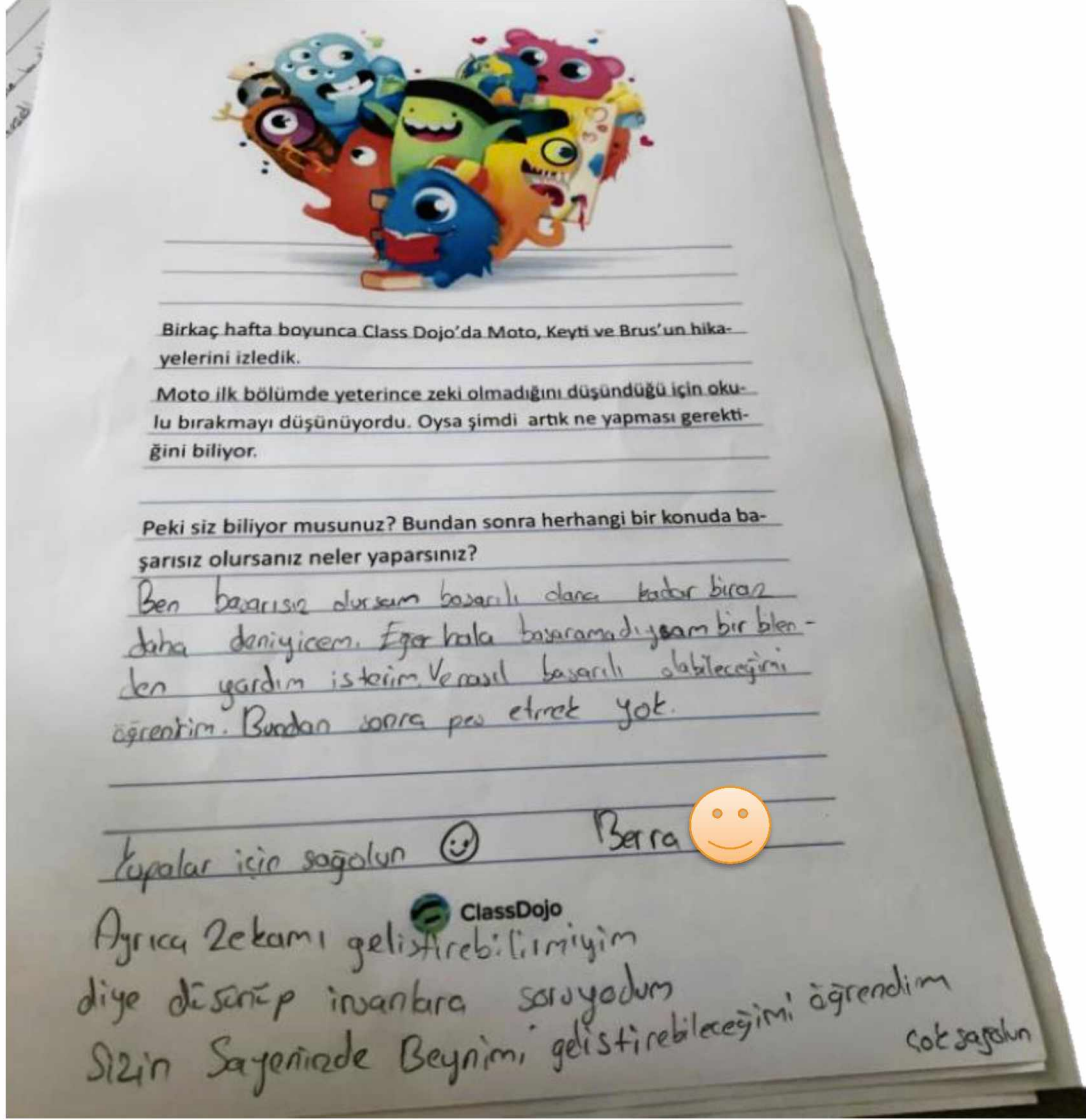 Birkaç hafta boyunca Class Dojo'da Moto, Keyti ve Brus'un hika-
yelerini izledik.
Moto ilk bölümde yeterince zeki olmadığını düşündüğü için oku-
lu bırakmayı düşünüyordu. Oysa şimdi artık ne yapması gerekti-
ğini biliyor.
Peki siz biliyor musunuz? Bundan sonra herhangi bir konuda ba-
şarısız olursanız neler yaparsınız?
Ben başarısız olursam başarılı olana kadar biraz
daha deniyicem. Eğer hala başaramadıysam bir bilen-
den yardım isterim. Ve nasıl başarılı olabileceğimi
öğrenirim. Bundan sonra pes etmek yok.
için sağolun
Berra
ClassDojo
Ayrıca Zekamı geliştirebilirmiyim
diye düşünüp insanlara soruyodum
Sizin Sayenizde Beynimi geliştirebileceğimi öğrendim
Çok sagolun